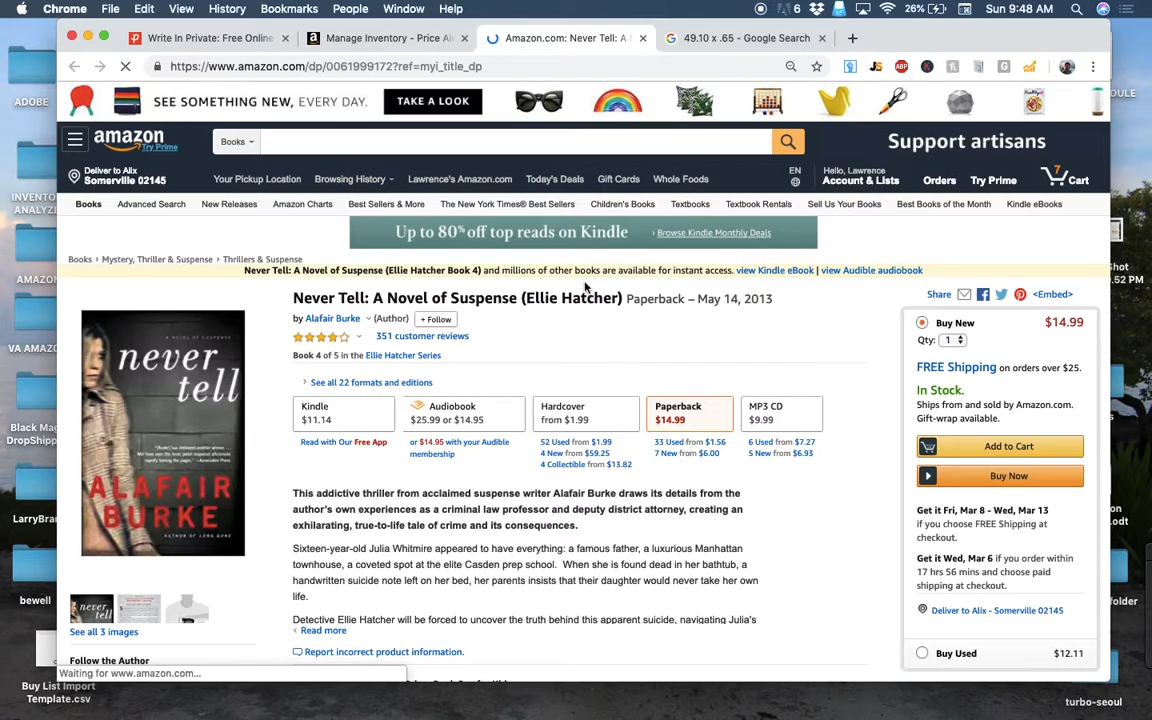 Chrome File Edit View History Bookmarks People Window Help
6 26% Sun 9:48 AM
Write In Private: Free Online
Manage Inventory - Price Al
Amazon.com: Never Tell: A
49.10 x .65 - Google Search
https://www.amazon.com/dp/0061999172?ref=myi_title_dp
SEE SOMETHING NEW, EVERY DAY. TAKE A LOOK
amazon
Try Prime
Books
Support artisans
Deliver to Alix
Somerville 02145
Your Pickup Location Browsing History Lawrence's Amazon.com Today's Deals Gift Cards Whole Foods
EN
Hello, Lawrence
Account & Lists Orders Try Prime 7 Cart
Books Advanced Search New Releases Amazon Charts Best Sellers & More The New York Times® Best Sellers Children's Books Textbooks Textbook Rentals Sell Us Your Books Best Books of the Month Kindle eBooks
Up to 80% off top reads on Kindle › Browse Kindle Monthly Deals
Books › Mystery, Thriller & Suspense › Thrillers & Suspense
Never Tell: A Novel of Suspense (Ellie Hatcher Book 4) and millions of other books are available for instant access. view Kindle eBook | view Audible audiobook
Never Tell: A Novel of Suspense (Ellie Hatcher) Paperback – May 14, 2013
by Alafair Burke (Author) + Follow
351 customer reviews
Book 4 of 5 in the Ellie Hatcher Series
› See all 22 formats and editions
Kindle
$11.14
Read with Our Free App
Audiobook
$25.99 or $14.95
or $14.95 with your Audible
membership
Hardcover
from $1.99
52 Used from $1.99
4 New from $59.25
4 Collectible from $13.82
Paperback
$14.99
33 Used from $1.56
7 New from $6.00
MP3 CD
$9.99
6 Used from $7.27
5 New from $6.93
This addictive thriller from acclaimed suspense writer Alafair Burke draws its details from the
author's own experiences as a criminal law professor and deputy district attorney, creating an
exhilarating, true-to-life tale of crime and its consequences.
Sixteen-year-old Julia Whitmire appeared to have everything: a famous father, a luxurious Manhattan
townhouse, a coveted spot at the elite Casden prep school. When she is found dead in her bathtub, a
handwritten suicide note left on her bed, her parents insists that their daughter would never take her own
life.
Detective Ellie Hatcher will be forced to uncover the truth behind this apparent suicide, navigating Julia's
Read more
Report incorrect product information.
never
tell
ALAFAIR
BURKE
See all 3 images
Follow the Author
Waiting for www.amazon.com...
Share <Embed>
Buy New $14.99
Qty: 1
FREE Shipping on orders over $25.
In Stock.
Ships from and sold by Amazon.com.
Gift-wrap available.
Add to Cart
Buy Now
Get it Fri, Mar 8 - Wed, Mar 13
if you choose FREE Shipping at
checkout.
Get it Wed, Mar 6 if you order within
17 hrs 56 mins and choose paid
shipping at checkout.
Deliver to Alix - Somerville 02145
Buy Used $12.11
ADOBE
INVENTO
ANALYZE
AMAZON
VA AMAZO
Black Mag
DropShipp
LarryBran
bewell
Buy List Import
Template.csv
turbo-seoul